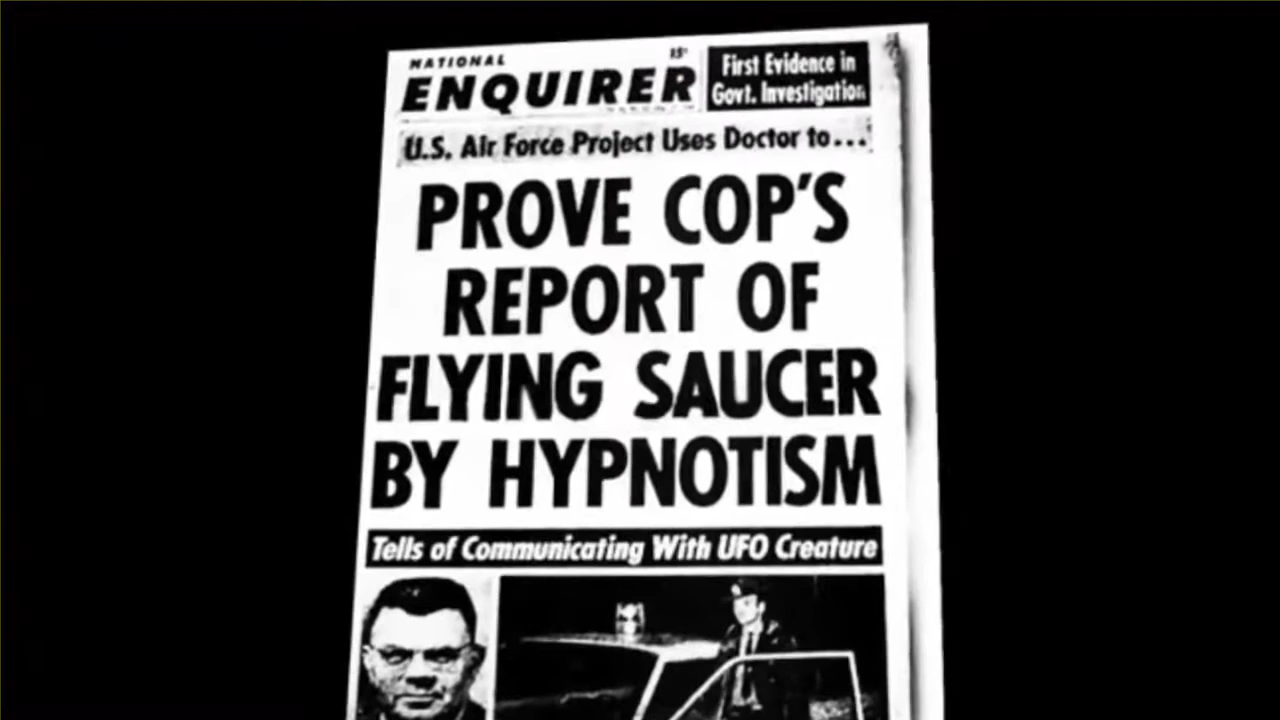 NATIONAL
ENQUIRER
15¢
First Evidence in
Govt. Investigation
U.S. Air Force Project Uses Doctor to...
PROVE COP'S
REPORT OF
FLYING SAUCER
BY HYPNOTISM
Tells of Communicating With UFO Creature